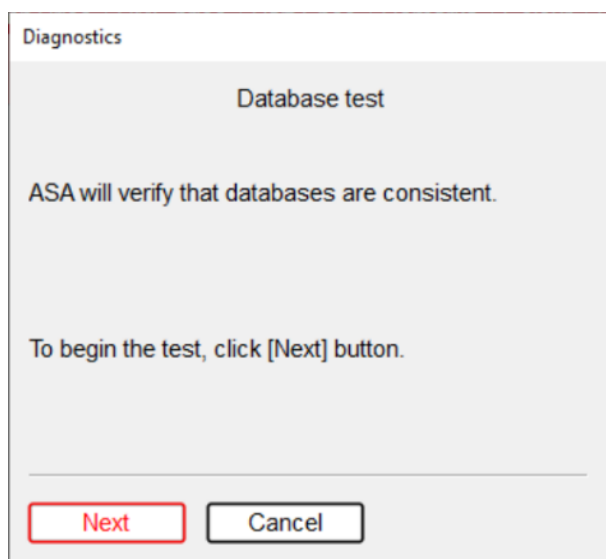 Diagnostics
Database test
ASA will verify that databases are consistent.
To begin the test, click [Next] button.
Next
Cancel